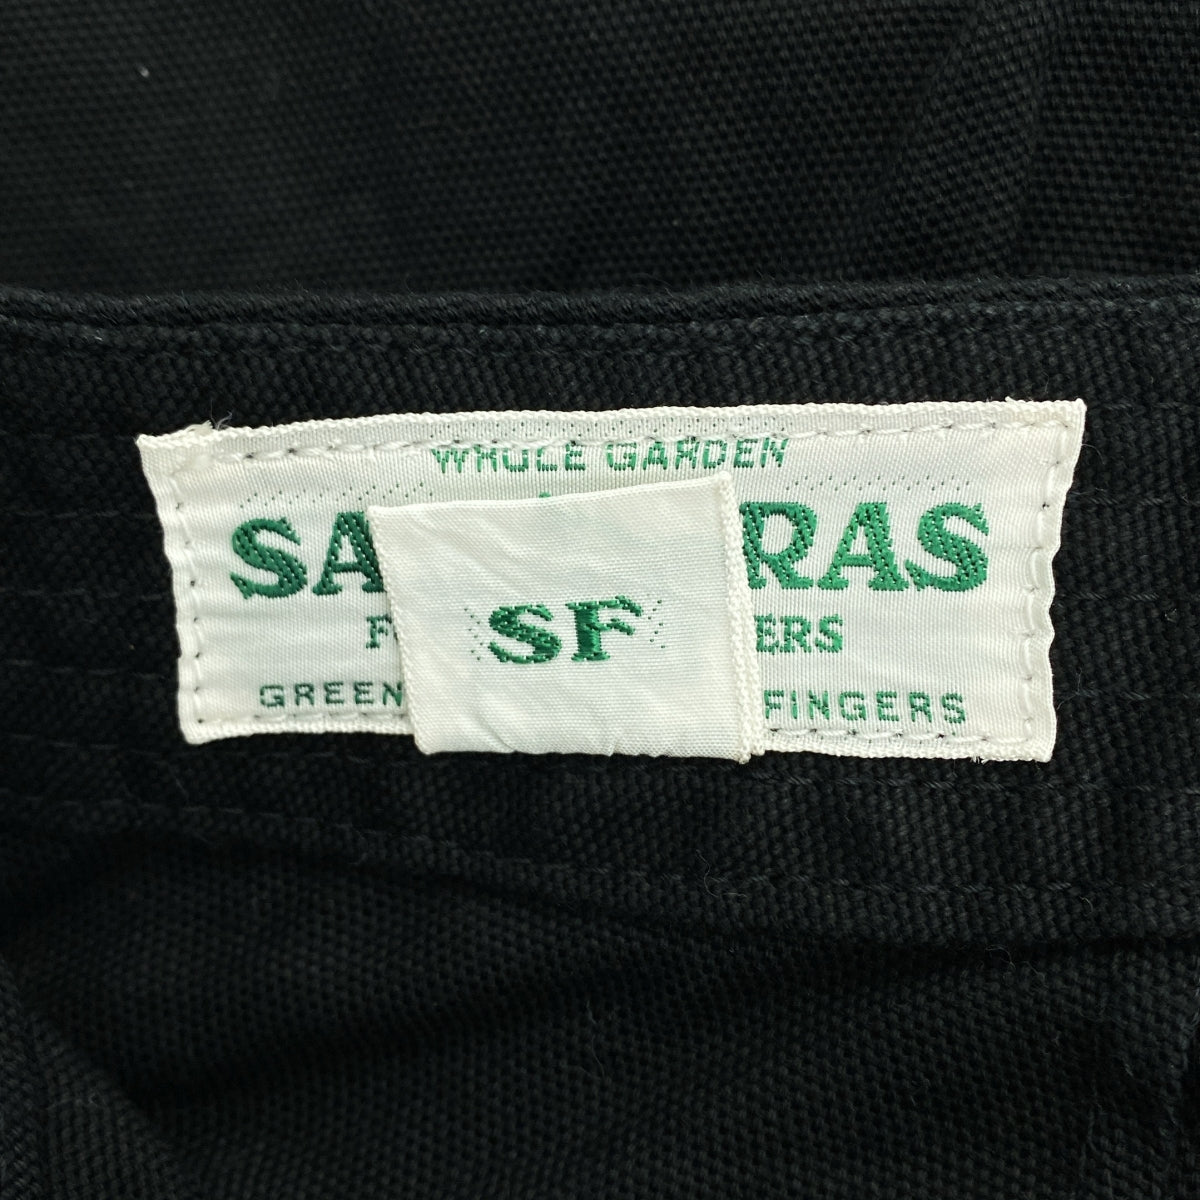 WHOLE GARDEN
SA RAS
SF
F ERS
GREEN FINGERS